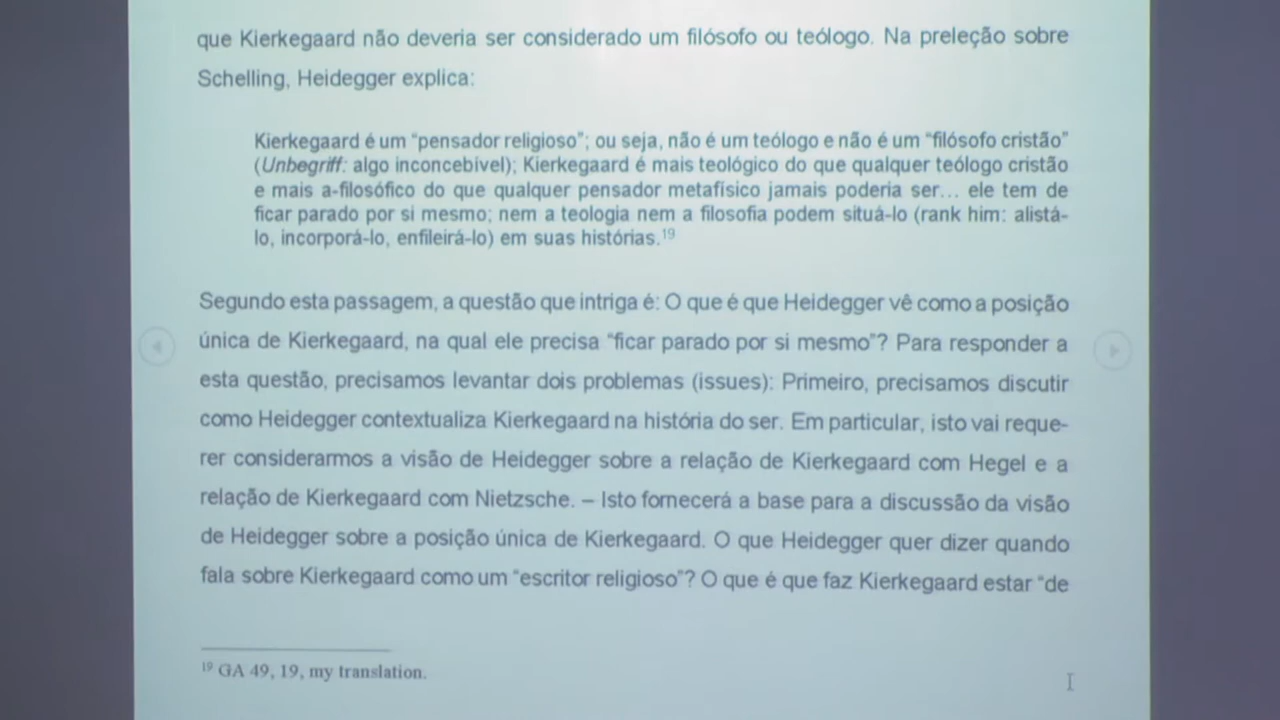 que Kierkegaard não deveria ser considerado um filósofo ou teólogo. Na preleção sobre
Schelling, Heidegger explica:
Kierkegaard é um “pensador religioso”; ou seja, não é um teólogo e não é um “filósofo cristão”
(Unbegriff: algo inconcebível); Kierkegaard é mais teológico do que qualquer teólogo cristão
e mais a-filosófico do que qualquer pensador metafísico jamais poderia ser... ele tem de
ficar parado por si mesmo; nem a teologia nem a filosofia podem situá-lo (rank him: alistá-
lo, incorporá-lo, enfileirá-lo) em suas histórias.19
Segundo esta passagem, a questão que intriga é: O que é que Heidegger vê como a posição
única de Kierkegaard, na qual ele precisa “ficar parado por si mesmo”? Para responder a
esta questão, precisamos levantar dois problemas (issues): Primeiro, precisamos discutir
como Heidegger contextualiza Kierkegaard na história do ser. Em particular, isto vai reque-
rer considerarmos a visão de Heidegger sobre a relação de Kierkegaard com Hegel e a
relação de Kierkegaard com Nietzsche. – Isto fornecerá a base para a discussão da visão
de Heidegger sobre a posição única de Kierkegaard. O que Heidegger quer dizer quando
fala sobre Kierkegaard como um “escritor religioso”? O que é que faz Kierkegaard estar “de
19 GA 49, 19, my translation.